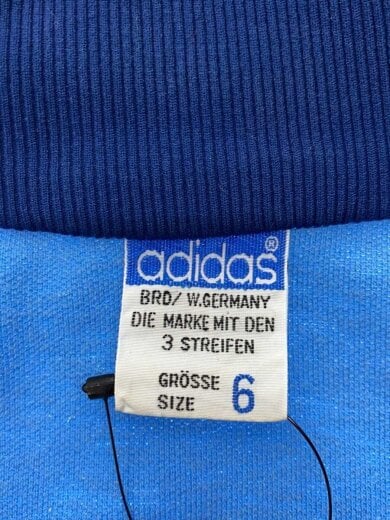 adidas®
BRD/ W.GERMANY
DIE MARKE MIT DEN
3 STREIFEN
GRÖSSE
SIZE 6